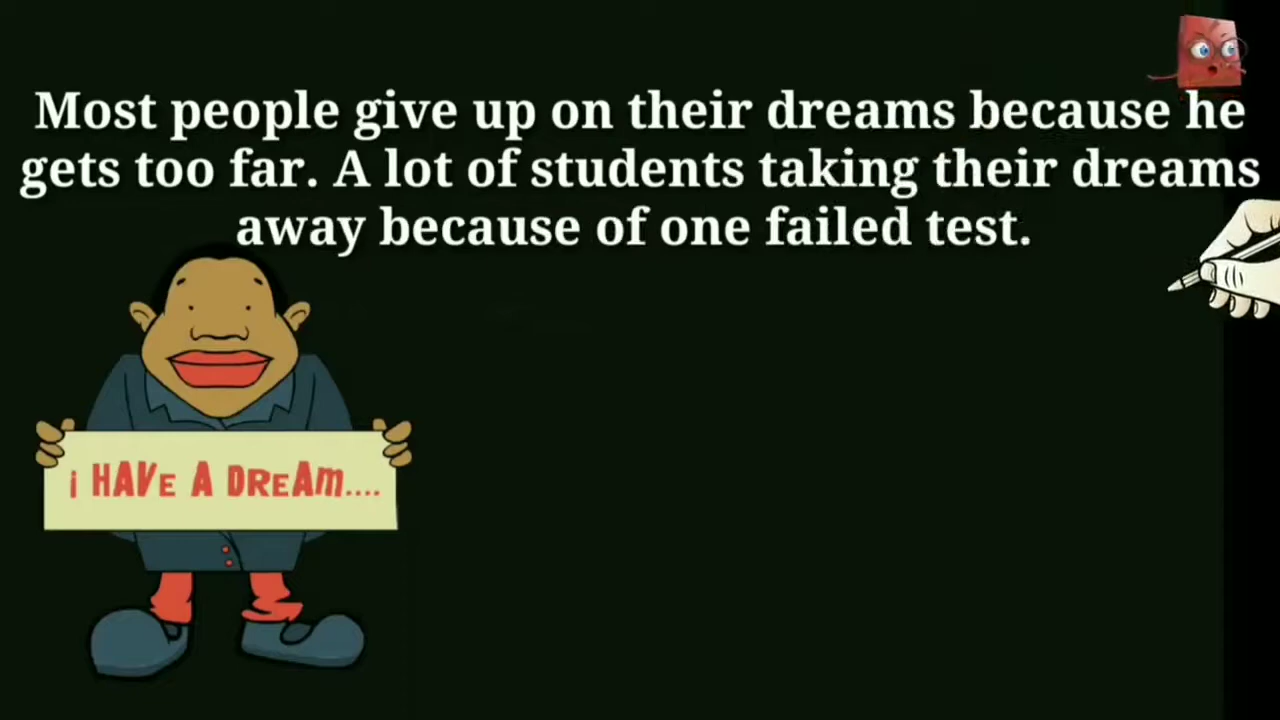 Most people give up on their dreams because he
gets too far. A lot of students taking their dreams
away because of one failed test.
i HAVE A DREAM....